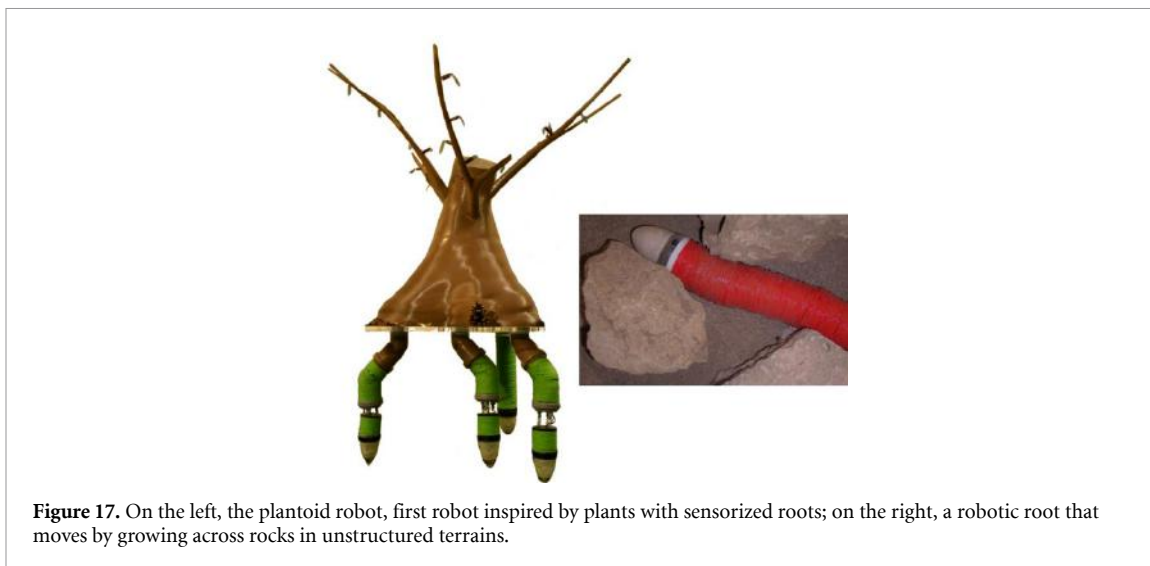 Figure 17. On the left, the plantoid robot, first robot inspired by plants with sensorized roots; on the right, a robotic root that
moves by growing across rocks in unstructured terrains.